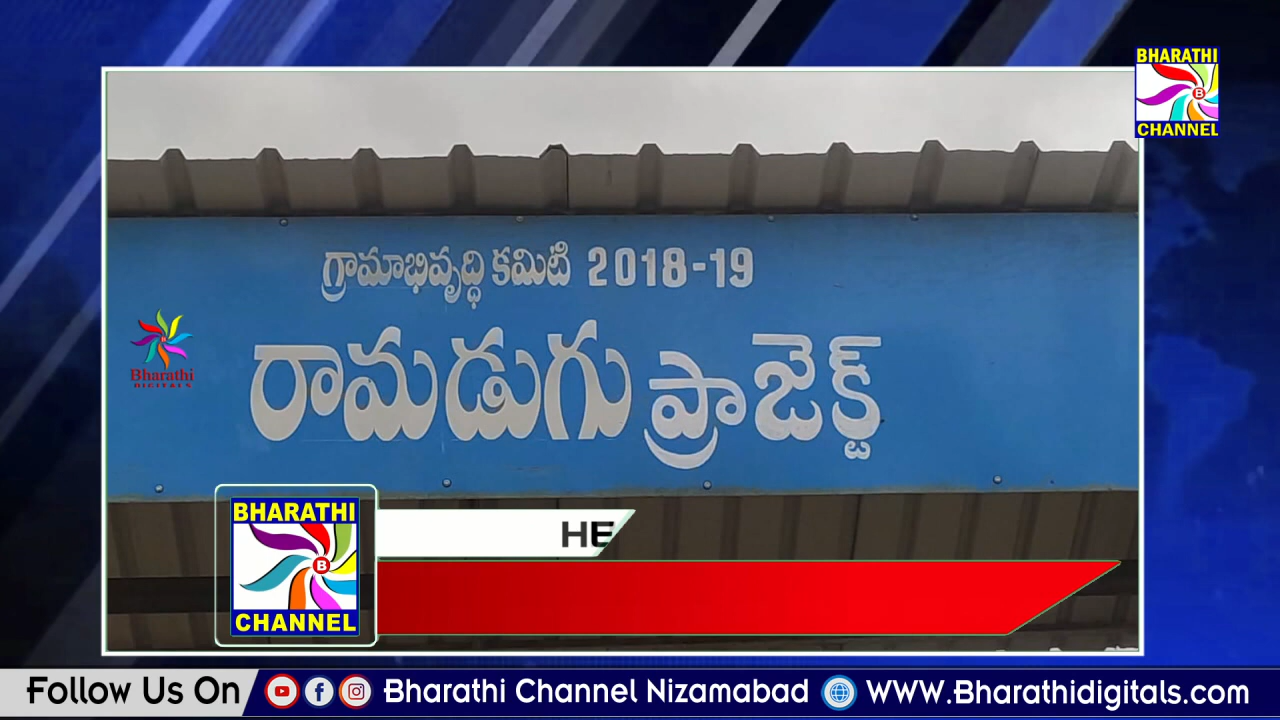 BHARATHI
CHANNEL
గ్రామాభివృద్ధి కమిటి 2018-19
రామడుగు ప్రాజెక్ట్
Bharathi
DIGITALS
BHARATHI
B
CHANNEL
HE
Follow Us On Bharathi Channel Nizamabad WWW.Bharathidigitals.com